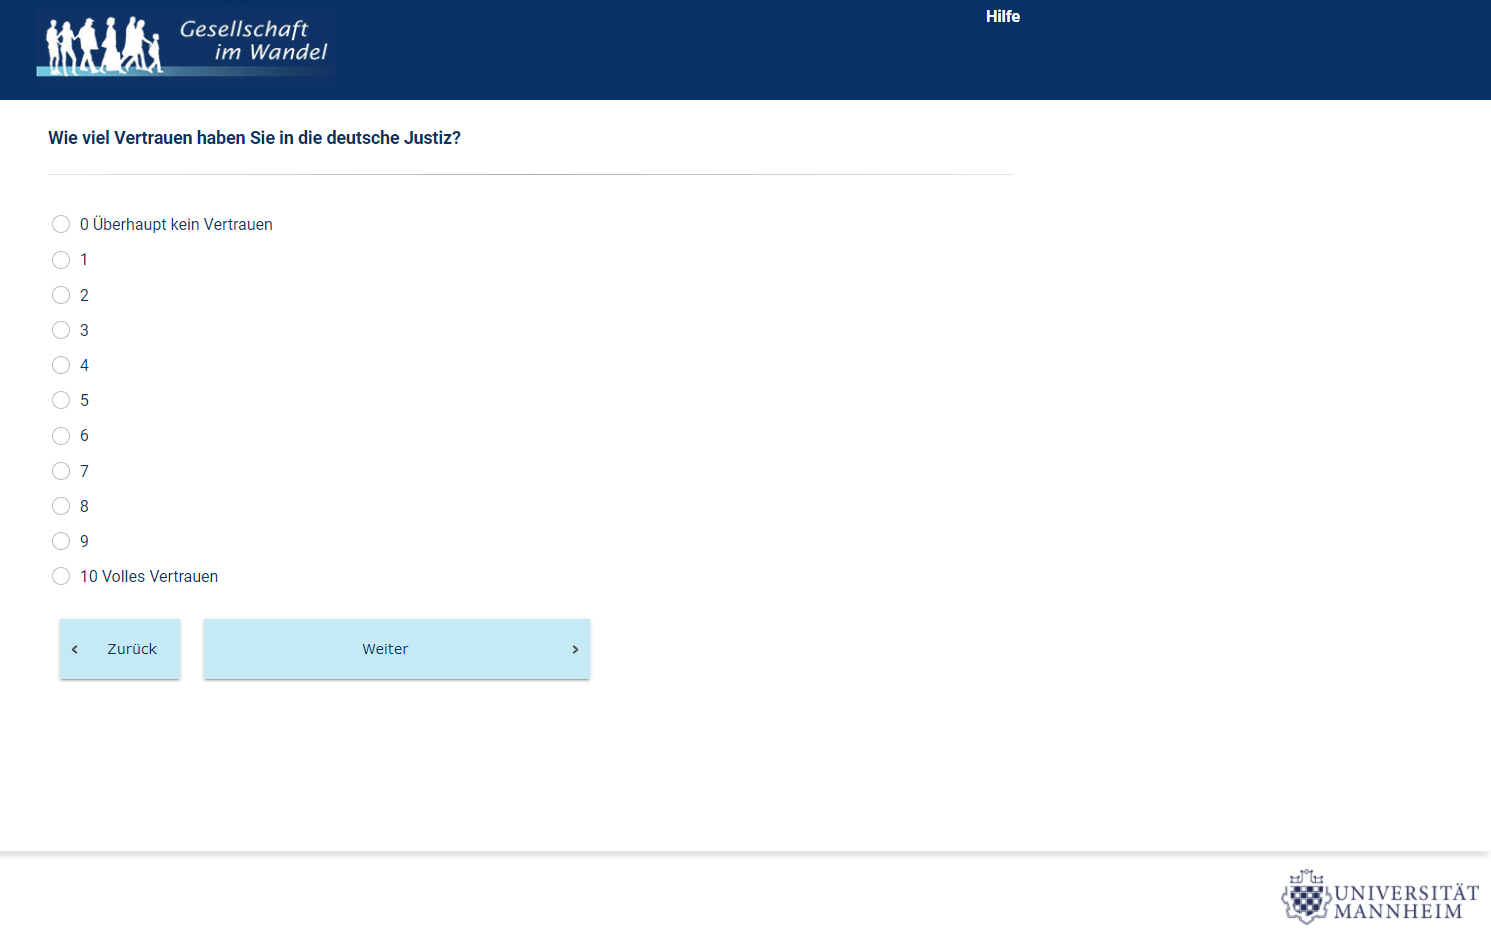 Gesellschaft
im Wandel
Hilfe
Wie viel Vertrauen haben Sie in die deutsche Justiz?
0 Überhaupt kein Vertrauen
1
2
3
4
5
6
7
8
9
10 Volles Vertrauen
‹ Zurück
Weiter ›
UNIVERSITÄT
MANNHEIM